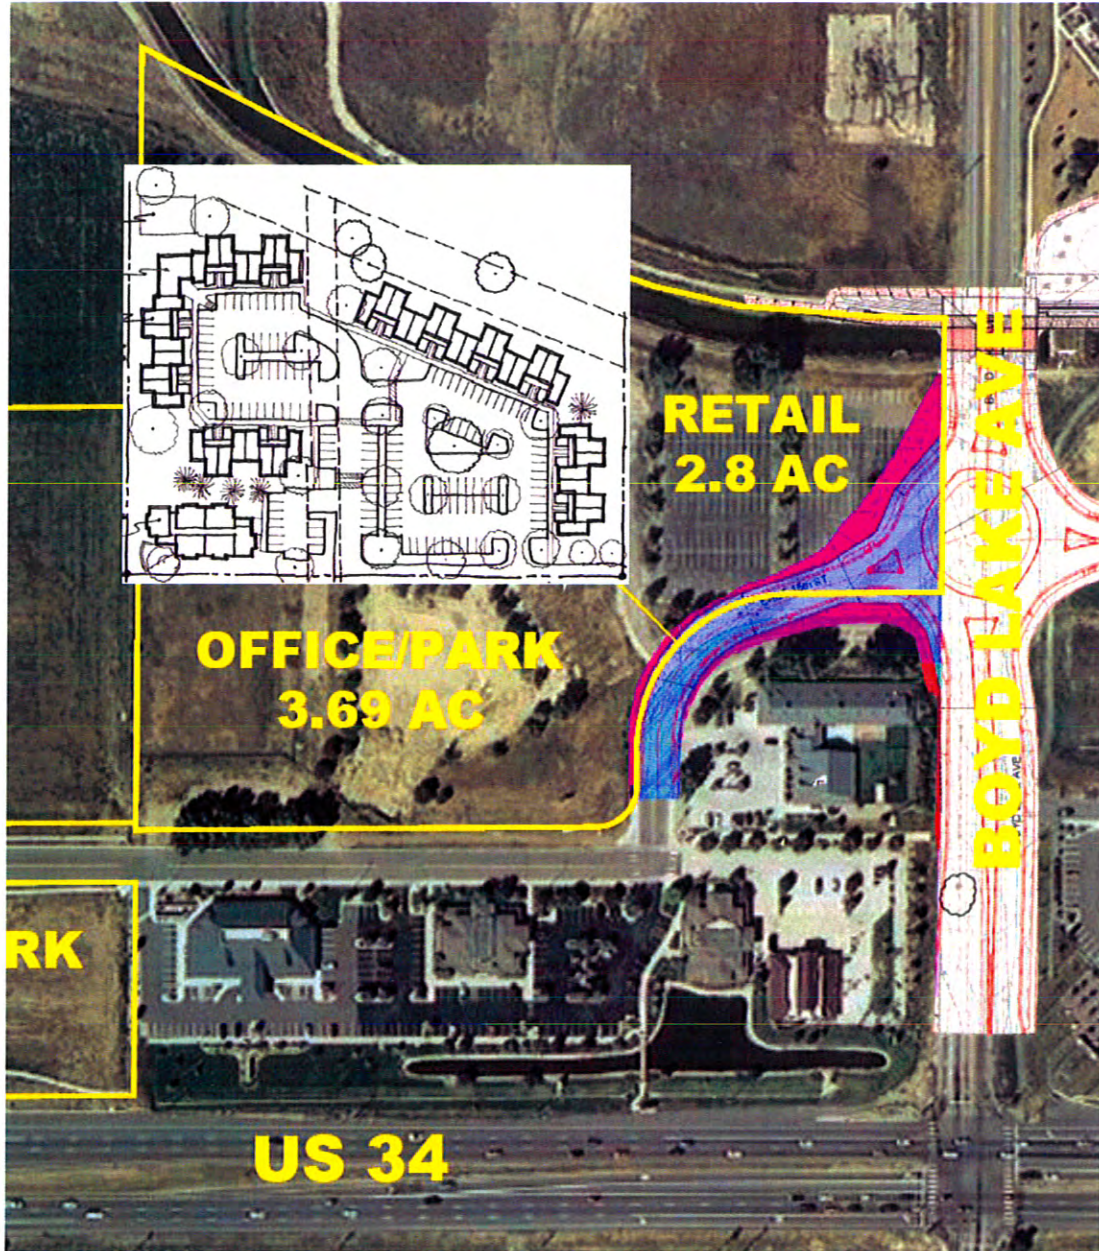 RETAIL
2.8 AC
OFFICE/PARK
3.69 AC
BOYD LAKE AVE
RK
US 34